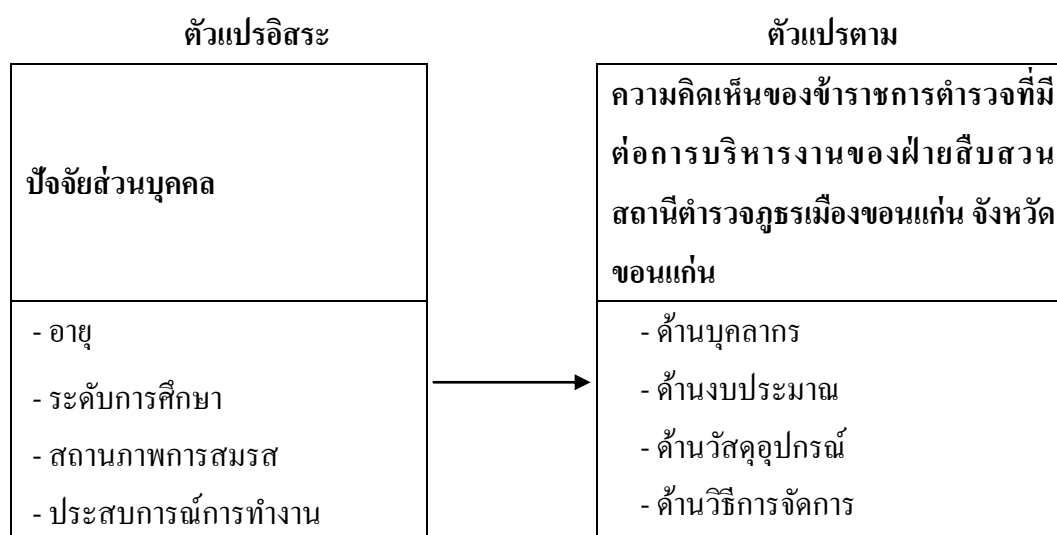 ตัวแปรอิสระ
ตัวแปรตาม
ปัจจัยส่วนบุคคล
ความคิดเห็นของข้าราชการตำรวจที่มี
ต่อการบริหารงานของฝ่ายสืบสวน
สถานีตำรวจภูธรเมืองขอนแก่น จังหวัด
ขอนแก่น
- อายุ
- ระดับการศึกษา
- สถานภาพการสมรส
- ประสบการณ์การทำงาน
- ด้านบุคลากร
- ด้านงบประมาณ
- ด้านวัสดุอุปกรณ์
- ด้านวิธีการจัดการ